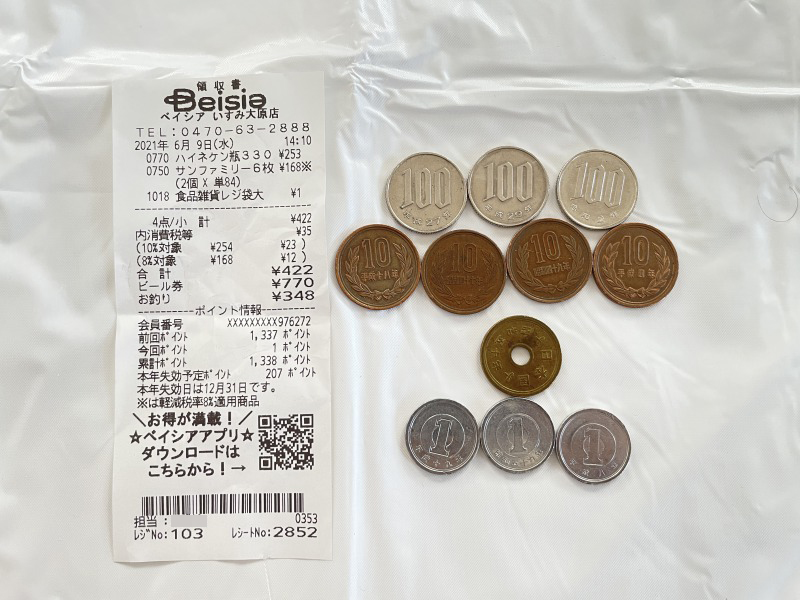 領収書
Beisia
ベイシア いすみ大原店
TEL:0470-63-2888
2021年 6月 9日(水) 14:10
0770 ハイネケン瓶330 ¥253
0750 サンファミリー6枚 ¥168※
(2個 X 単84)
1018 食品雑貨レジ袋大 ¥1
4点/小 計 ¥422
内消費税等 ¥35
(10%対象 ¥254 ¥23 )
(8%対象 ¥168 ¥12 )
合 計 ¥422
ビール券 ¥770
お釣り ¥348
----------ポイント情報----------
会員番号 XXXXXXXXX976272
前回ポイント 1,337 ポイント
今回ポイント 1 ポイント
累計ポイント 1,338 ポイント
本年失効予定ポイント 207 ポイント
本年失効日は12月31日です。
※は軽減税率8%適用商品
＼お得が満載！／
☆ベイシアアプリ☆
ダウンロードは
こちらから！→
担当： 0353
レジNo:103 レシートNo:2852
100
100
100
10
平成十八年
10
10
10
1
1
1